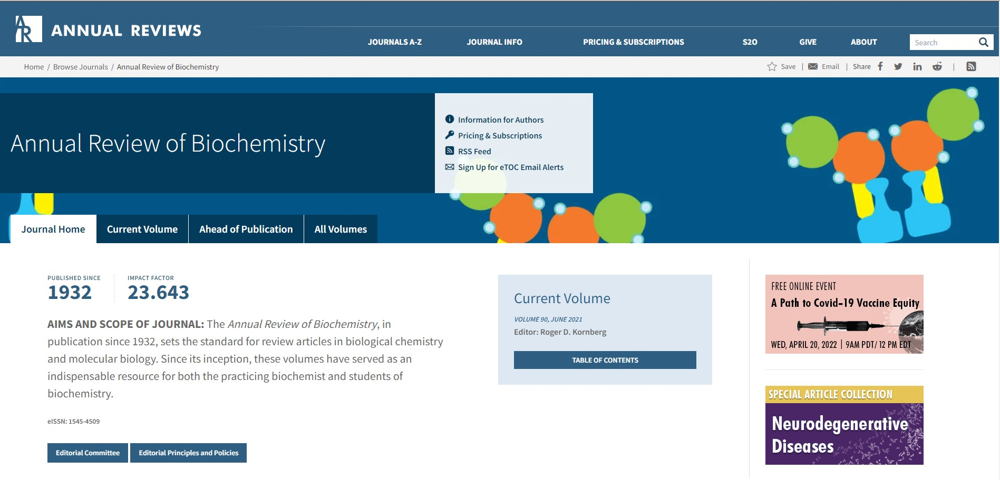 AR ANNUAL REVIEWS
JOURNALS A-Z JOURNAL INFO PRICING & SUBSCRIPTIONS S2O GIVE ABOUT Search
Home / Browse Journals / Annual Review of Biochemistry
Save | Email | Share |
Annual Review of Biochemistry
Information for Authors
Pricing & Subscriptions
RSS Feed
Sign Up for eTOC Email Alerts
Journal Home Current Volume Ahead of Publication All Volumes
PUBLISHED SINCE
1932
IMPACT FACTOR
23.643
AIMS AND SCOPE OF JOURNAL: The Annual Review of Biochemistry, in
publication since 1932, sets the standard for review articles in biological chemistry
and molecular biology. Since its inception, these volumes have served as an
indispensable resource for both the practicing biochemist and students of
biochemistry.
eISSN: 1545-4509
Editorial Committee Editorial Principles and Policies
Current Volume
VOLUME 90, JUNE 2021
Editor: Roger D. Kornberg
TABLE OF CONTENTS
FREE ONLINE EVENT
A Path to Covid-19 Vaccine Equity
WED, APRIL 20, 2022 | 9AM PDT/ 12 PM EDT
SPECIAL ARTICLE COLLECTION
Neurodegenerative
Diseases